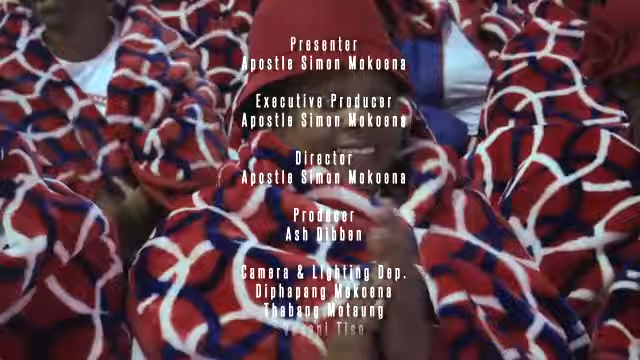 Presenter
Apostle Simon Mokoena
Executive Producer
Apostle Simon Mokoena
Director
Apostle Simon Mokoena
Producer
Ash Dibben
Camera & Lighting Dep.
Diphapang Mokoena
Thabang Motaung
Tiso